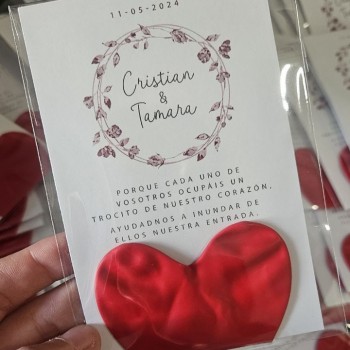 11-05-2024
Cristian
&
Tamara
PORQUE CADA UNO DE
VOSOTROS OCUPÁIS UN
TROCITO DE NUESTRO CORAZÓN,
AYUDADNOS A INUNDAR DE
ELLOS NUESTRA ENTRADA.